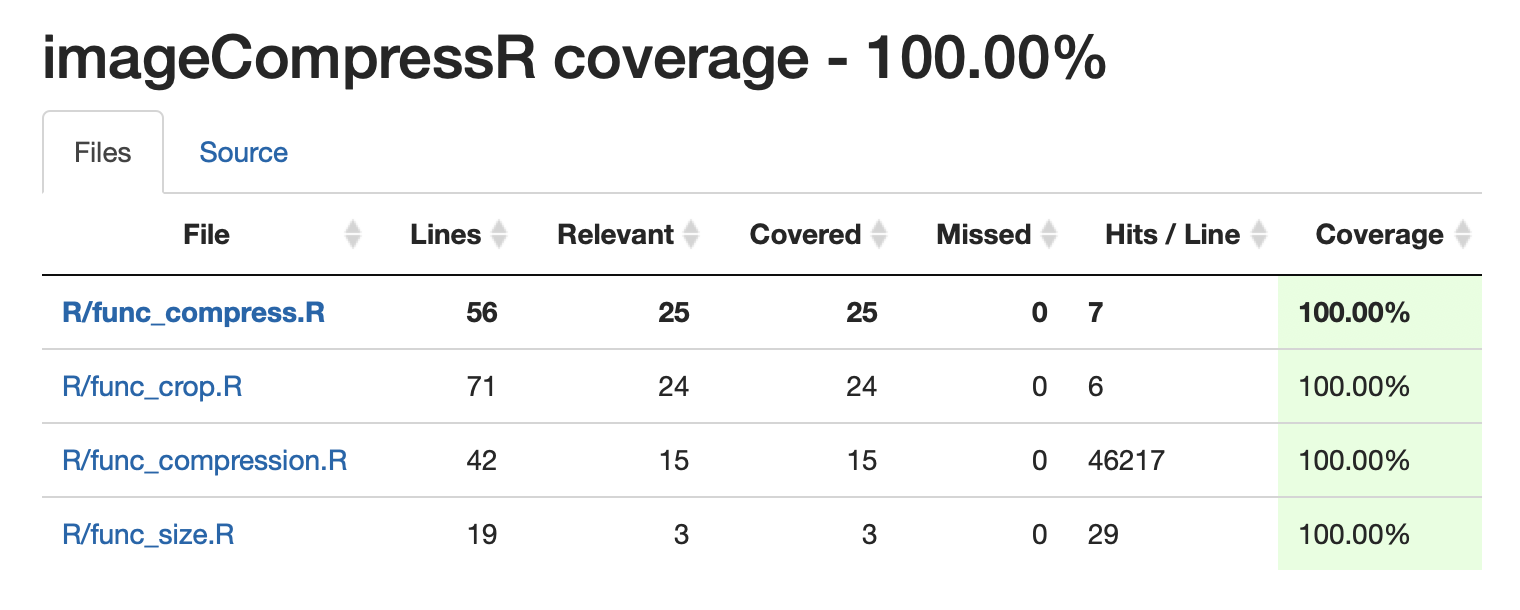 imageCompressR coverage - 100.00%
Files Source
File Lines Relevant Covered Missed Hits / Line Coverage
R/func_compress.R 56 25 25 0 7 100.00%
R/func_crop.R 71 24 24 0 6 100.00%
R/func_compression.R 42 15 15 0 46217 100.00%
R/func_size.R 19 3 3 0 29 100.00%